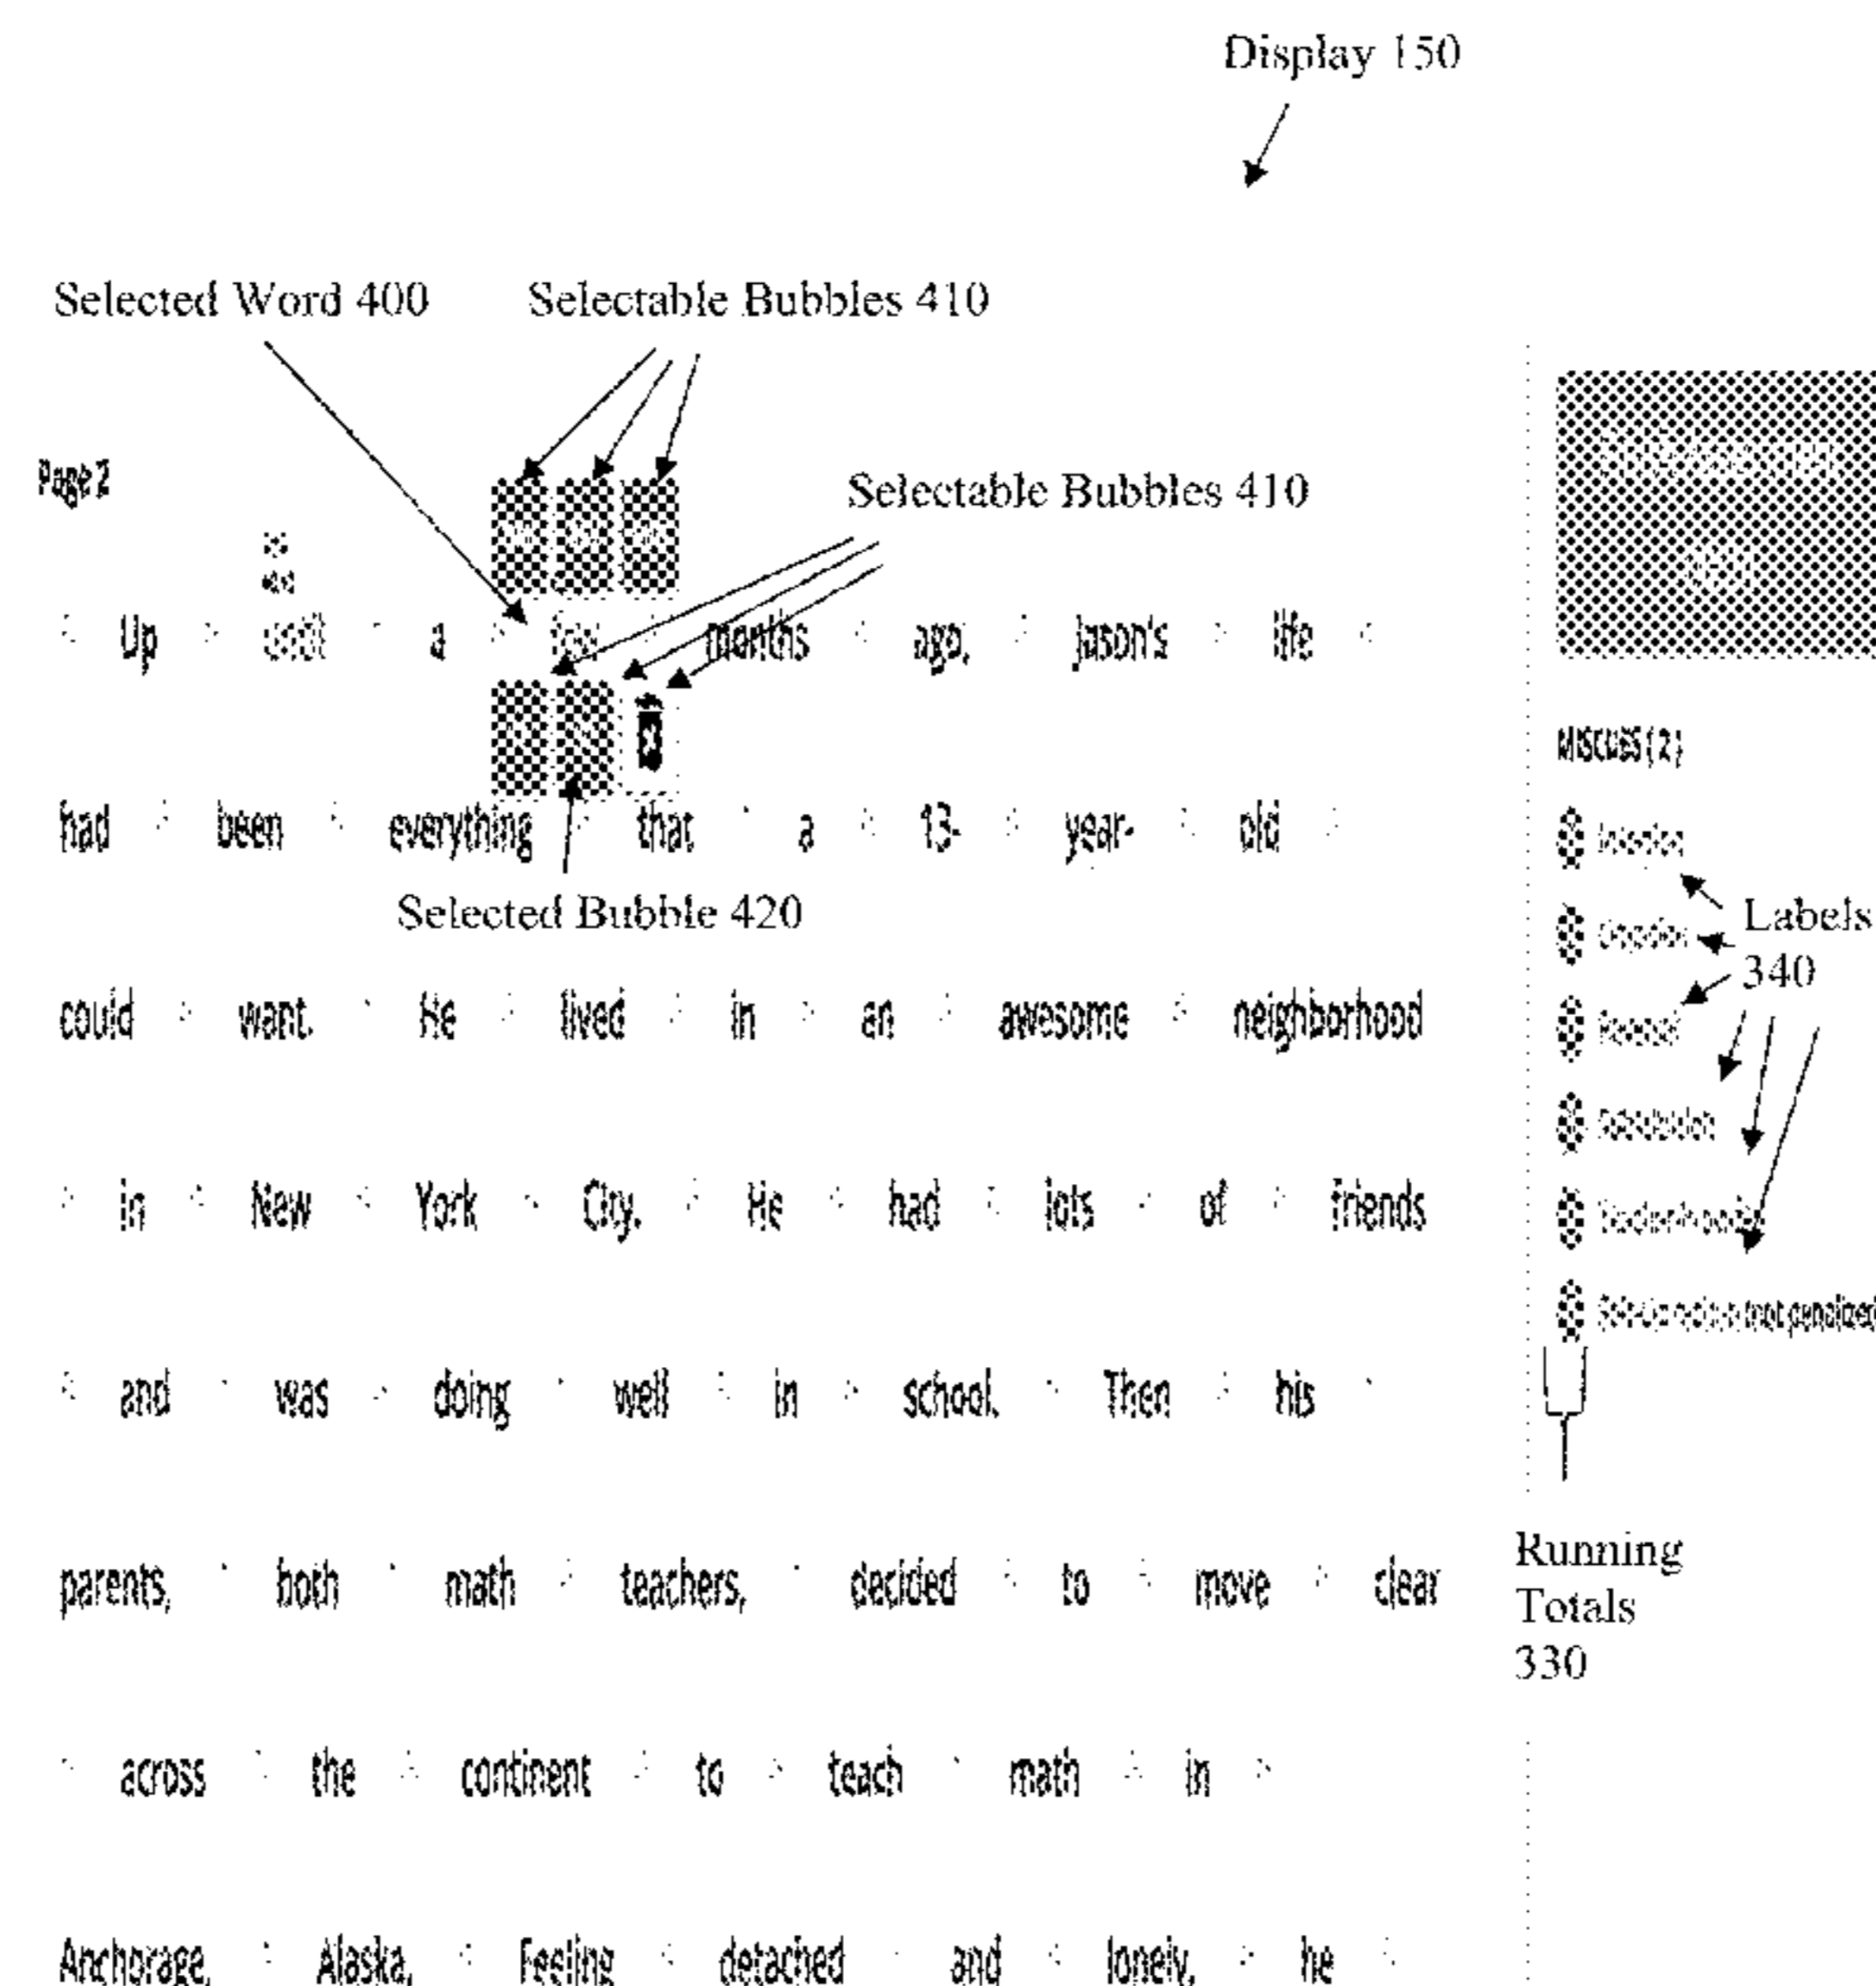 Display 150
Selected Word 400
Selectable Bubbles 410
Page 2
Selectable Bubbles 410
Up until a few months ago, Jason's life
had been everything that a 13- year- old
Selected Bubble 420
could want. He lived in an awesome neighborhood
in New York City. He had lots of friends
and was doing well in school. Then his
parents, both math teachers, decided to move clear
across the continent to teach math in
Anchorage, Alaska. Feeling detached and lonely, he
MISCUES ( 2 )
Labels
340
(not penalized
Running
Totals
330